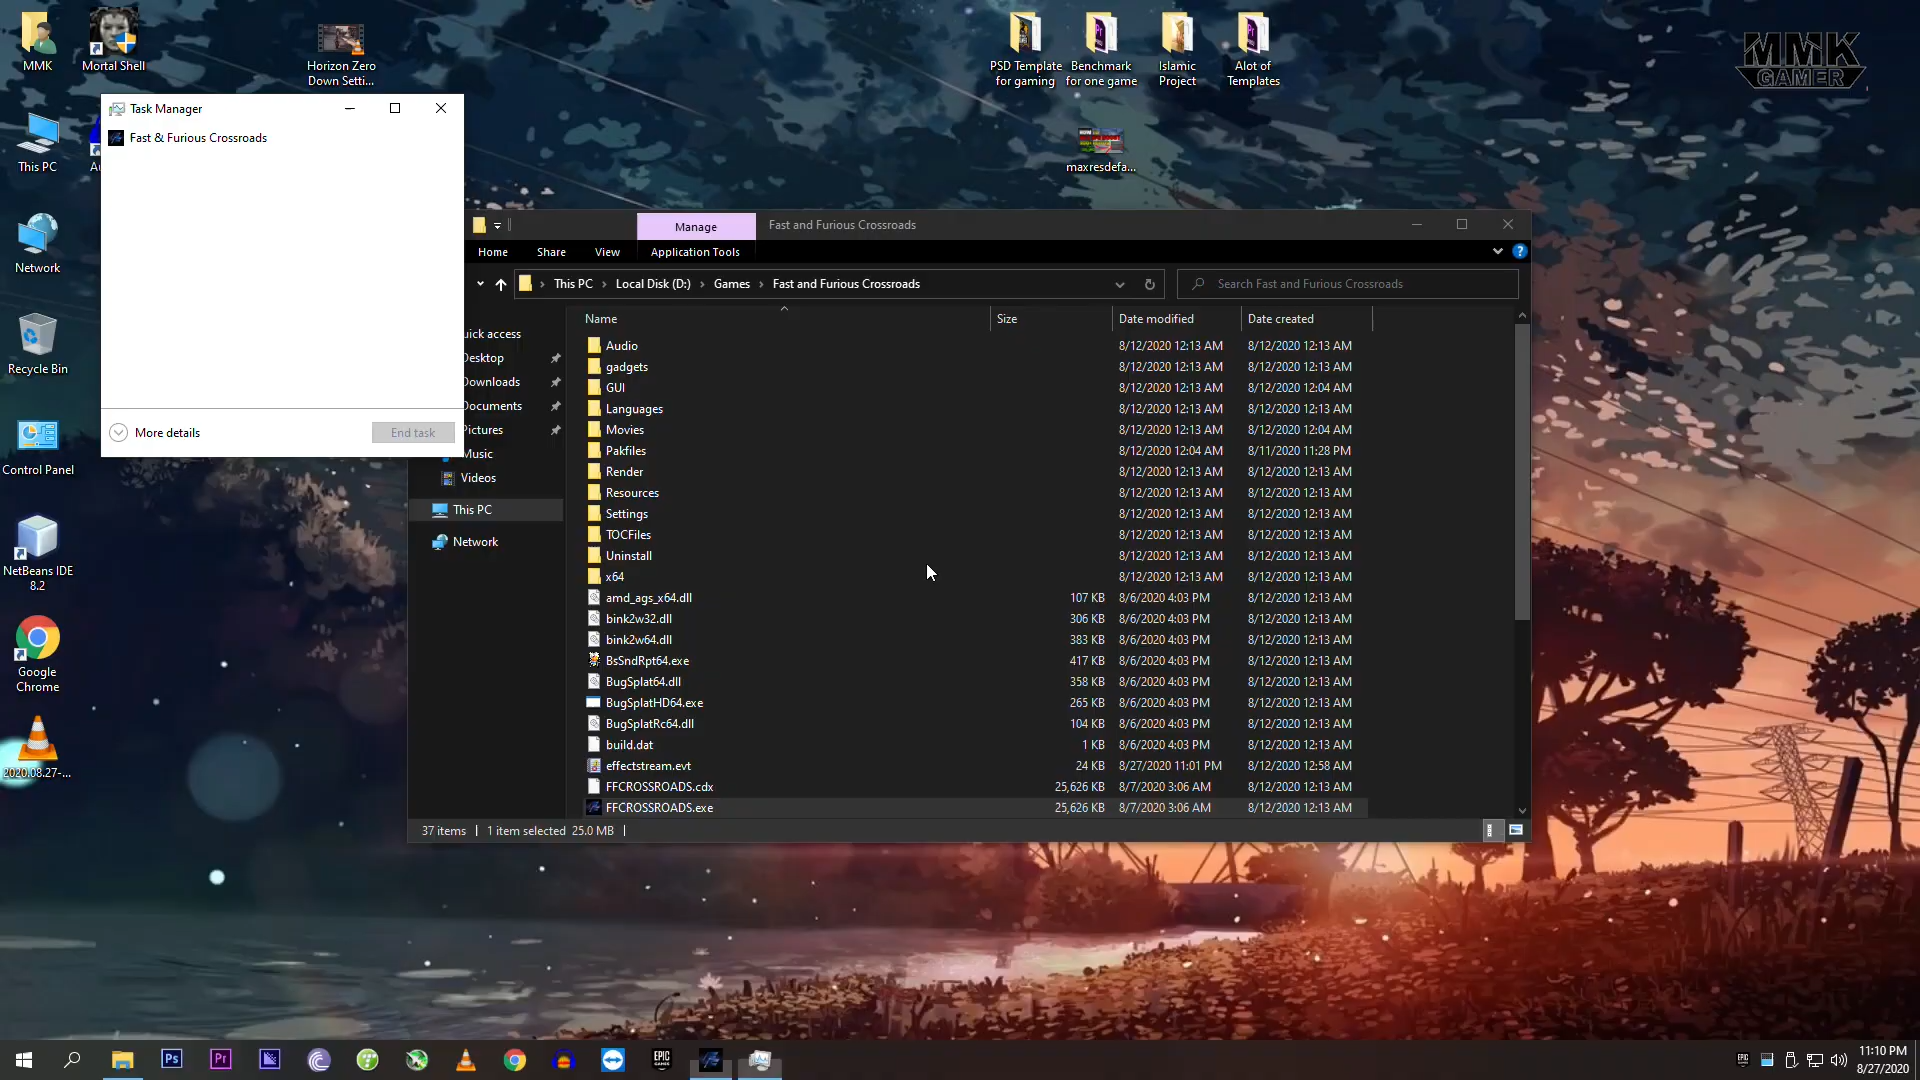 MMK
Mortal Shell
Horizon Zero
Down Setti...
PSD Template
for gaming
Benchmark
for one game
Islamic
Project
Alot of
Templates
MMK
GAMER
maxresdefa...
This PC
Network
Recycle Bin
Control Panel
NetBeans IDE
8.2
Google
Chrome
2020.08.27-...
Task Manager
Fast & Furious Crossroads
More details
End task
Manage
Fast and Furious Crossroads
Home
Share
View
Application Tools
This PC
Local Disk (D:)
Games
Fast and Furious Crossroads
Search Fast and Furious Crossroads
uick access
Desktop
Downloads
Documents
Pictures
Music
Videos
This PC
Network
Name Size Date modified Date created
Audio 8/12/2020 12:13 AM 8/12/2020 12:13 AM
gadgets 8/12/2020 12:13 AM 8/12/2020 12:13 AM
GUI 8/12/2020 12:13 AM 8/12/2020 12:04 AM
Languages 8/12/2020 12:13 AM 8/12/2020 12:13 AM
Movies 8/12/2020 12:13 AM 8/12/2020 12:04 AM
Pakfiles 8/12/2020 12:04 AM 8/11/2020 11:28 PM
Render 8/12/2020 12:13 AM 8/12/2020 12:13 AM
Resources 8/12/2020 12:13 AM 8/12/2020 12:13 AM
Settings 8/12/2020 12:13 AM 8/12/2020 12:13 AM
TOCFiles 8/12/2020 12:13 AM 8/12/2020 12:13 AM
Uninstall 8/12/2020 12:13 AM 8/12/2020 12:13 AM
x64 8/12/2020 12:13 AM 8/12/2020 12:13 AM
amd_ags_x64.dll 107 KB 8/6/2020 4:03 PM 8/12/2020 12:13 AM
bink2w32.dll 306 KB 8/6/2020 4:03 PM 8/12/2020 12:13 AM
bink2w64.dll 383 KB 8/6/2020 4:03 PM 8/12/2020 12:13 AM
BsSndRpt64.exe 417 KB 8/6/2020 4:03 PM 8/12/2020 12:13 AM
BugSplat64.dll 358 KB 8/6/2020 4:03 PM 8/12/2020 12:13 AM
BugSplatHD64.exe 265 KB 8/6/2020 4:03 PM 8/12/2020 12:13 AM
BugSplatRc64.dll 104 KB 8/6/2020 4:03 PM 8/12/2020 12:13 AM
build.dat 1 KB 8/6/2020 4:03 PM 8/12/2020 12:13 AM
effectstream.evt 24 KB 8/27/2020 11:01 PM 8/12/2020 12:58 AM
FFCROSSROADS.cdx 25,626 KB 8/7/2020 3:06 AM 8/12/2020 12:13 AM
FFCROSSROADS.exe 25,626 KB 8/7/2020 3:06 AM 8/12/2020 12:13 AM
37 items
1 item selected 25.0 MB
Ps
Pr
EPIC
GAMES
11:10 PM
8/27/2020